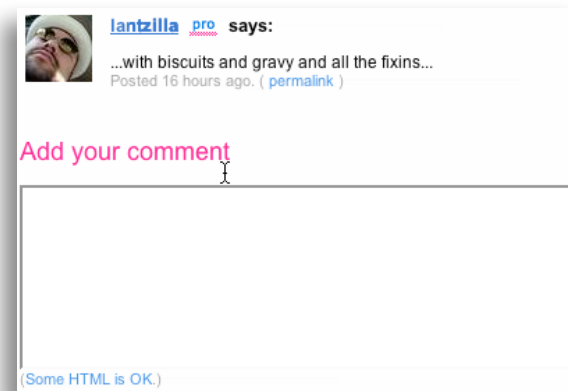 lantzilla pro says:
...with biscuits and gravy and all the fixins...
Posted 16 hours ago. ( permalink )
Add your comment
(Some HTML is OK.)